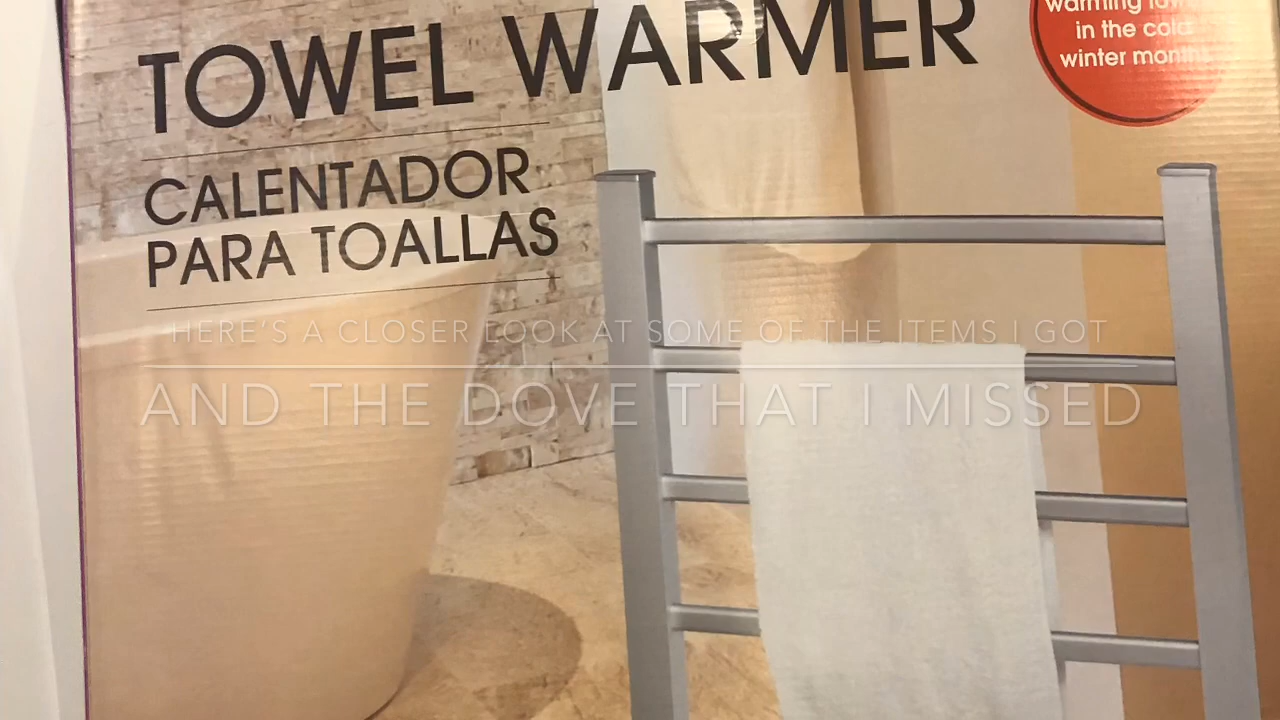 TOWEL WARMER
in the cold
winter months
CALENTADOR
PARA TOALLAS
HERE'S A CLOSER LOOK AT SOME OF THE ITEMS I GOT
AND THE DOVE THAT I MISSED